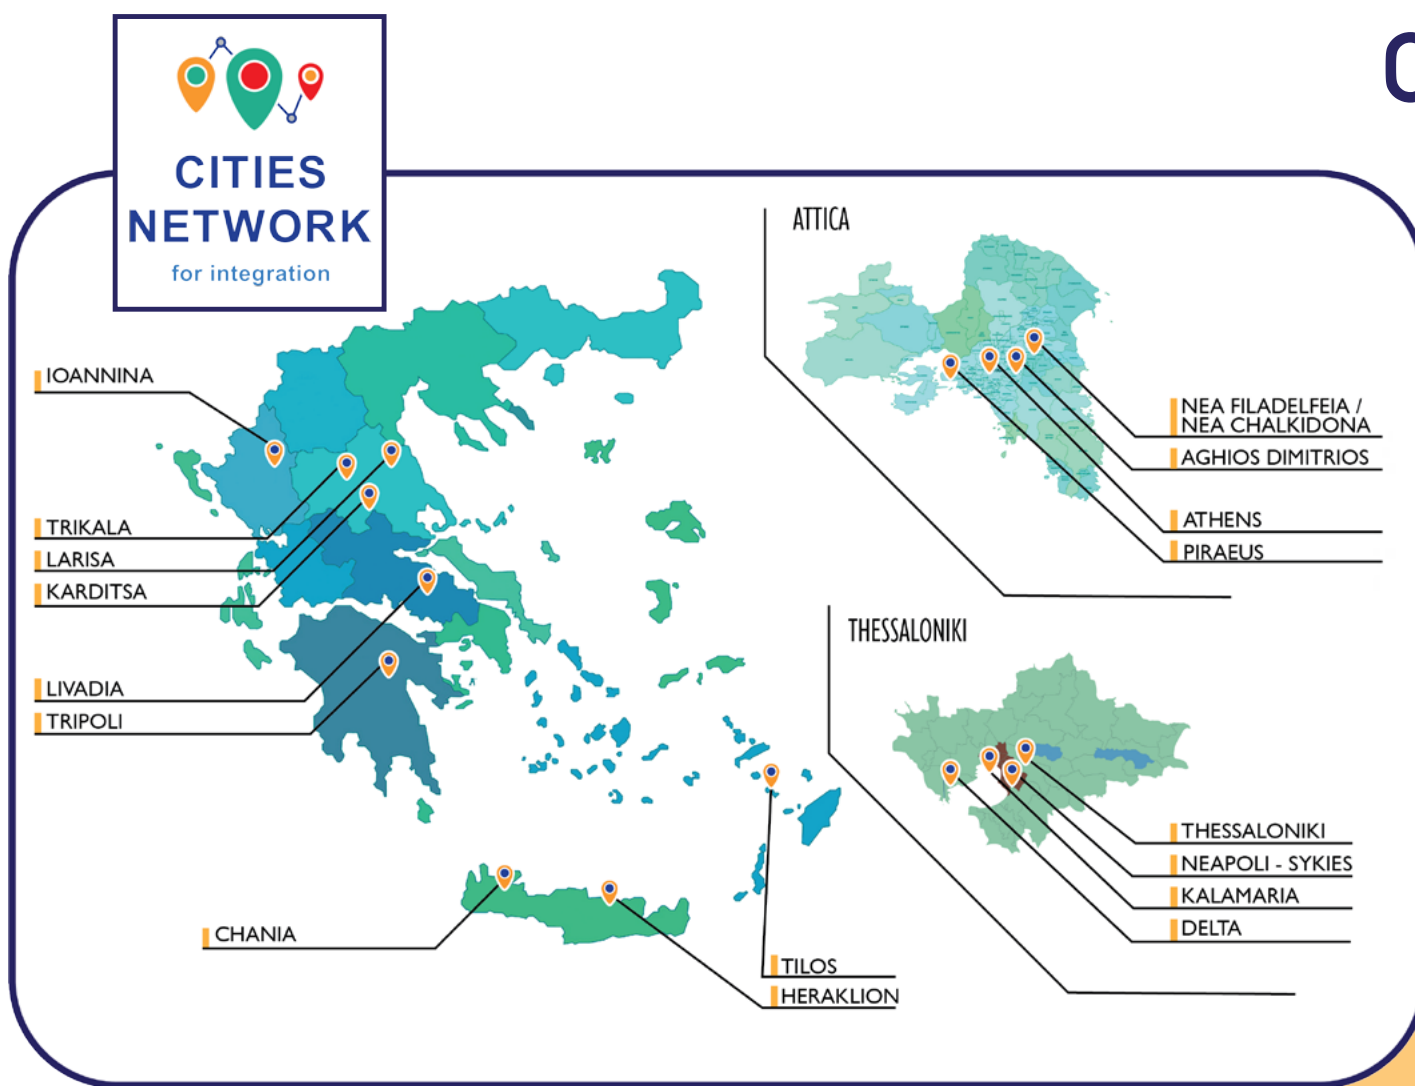 C
CITIES
NETWORK
for integration
ATTICA
IOANNINA
NEA FILADELFEIA /
NEA CHALKIDONA
AGHIOS DIMITRIOS
ATHENS
PIRAEUS
TRIKALA
LARISA
KARDITSA
THESSALONIKI
LIVADIA
TRIPOLI
THESSALONIKI
NEAPOLI - SYKIES
KALAMARIA
DELTA
CHANIA
TILOS
HERAKLION